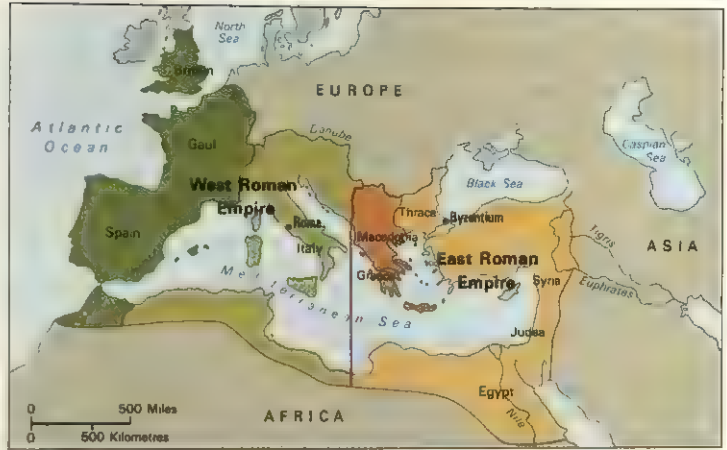 North
Sea
Britain
EUROPE
Atlantic
Ocean
Gaul
Danube
Caspian
Sea
Black Sea
West Roman
Empire
Rome
Thrace
Byzantium
Spain
Italy
Macedonia
ASIA
Tigris
East Roman
Empire
Greece
Syria
Euphrates
Mediterranean Sea
Judea
0 500 Miles
0 500 Kilometres
AFRICA
Egypt
Nile